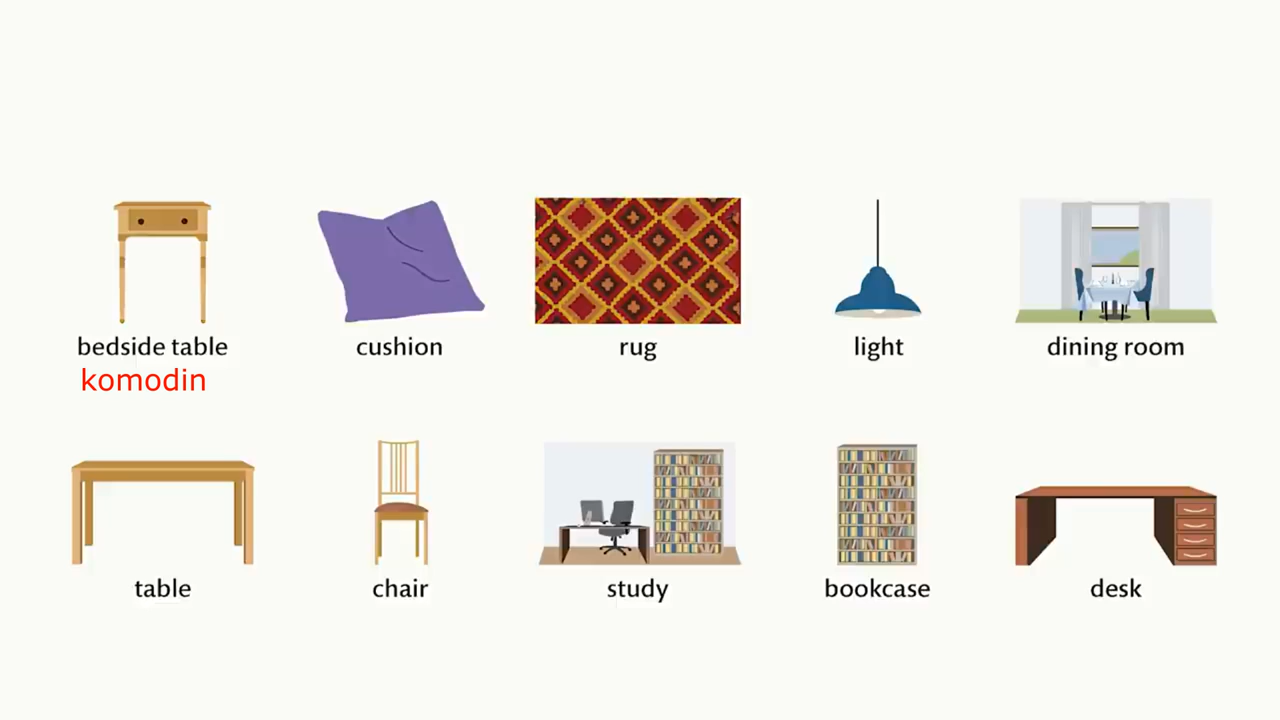 bedside table
komodin
cushion
rug
light
dining room
table
chair
study
bookcase
desk